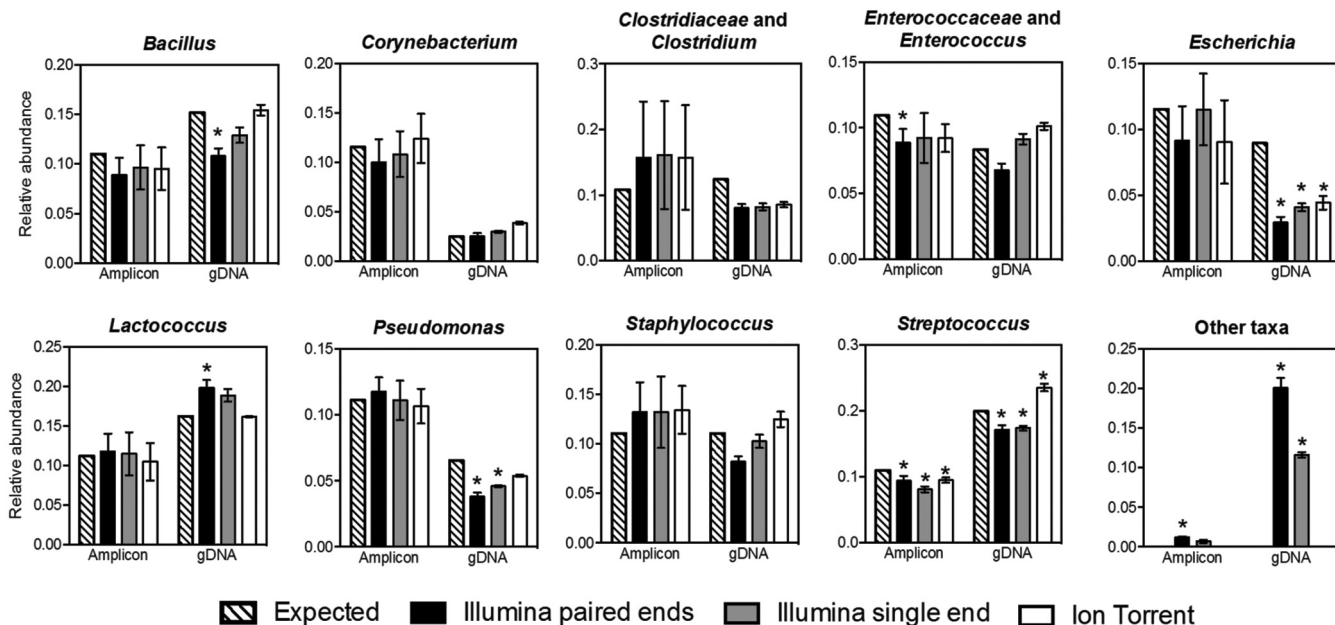 Clostridiaceae and Enterococcaceae and
Bacillus Corynebacterium Clostridium Enterococcus Escherichia
Relative abundance
0.20 0.20 0.3 0.15 0.15
0.15 0.15 0.2 0.10 0.10
0.10 0.10 0.1 0.05 0.05
0.05 0.05
0.00 0.00 0.0 0.00 0.00
* * * * *
Amplicon gDNA Amplicon gDNA Amplicon gDNA Amplicon gDNA Amplicon gDNA
Lactococcus Pseudomonas Staphylococcus Streptococcus Other taxa
Relative abundance
0.25 0.15 0.20 0.3 0.25
0.20 0.10 0.15 0.2 0.20
0.15 0.05 0.10 0.1 0.15
0.10 0.05 0.10
0.05 0.05
0.00 0.00 0.00 0.0 0.00
* * * * * * * * * * * *
Amplicon gDNA Amplicon gDNA Amplicon gDNA Amplicon gDNA Amplicon gDNA
Expected Illumina paired ends Illumina single end Ion Torrent